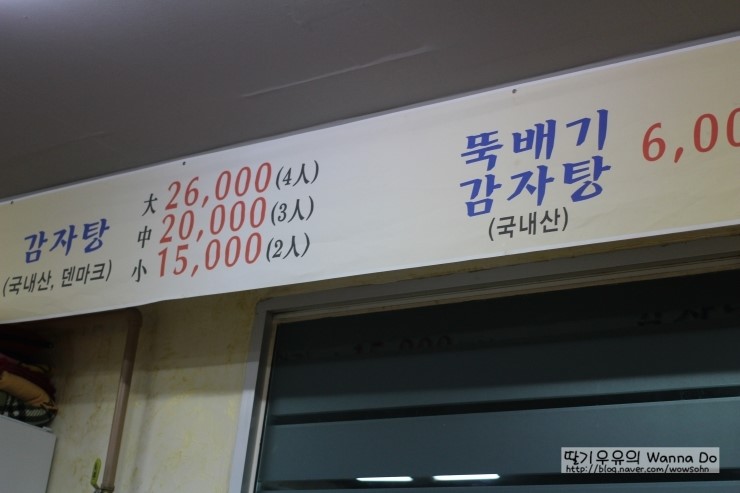 감자탕
(국내산, 덴마크)
大 26,000(4人)
中 20,000(3人)
小 15,000(2人)
뚝배기
감자탕
(국내산)
6,00
딸기우유의 Wanna Do
http://blog.naver.com/wowsohn